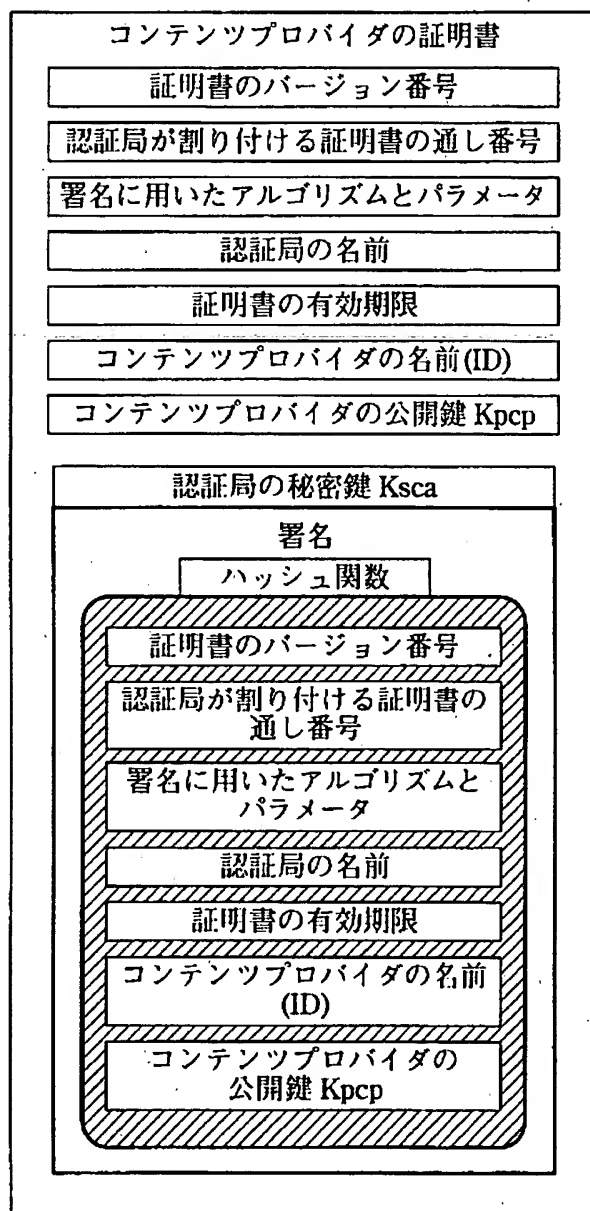 コンテンツプロバイダの証明書
証明書のバージョン番号
認証局が割り付ける証明書の通し番号
署名に用いたアルゴリズムとパラメータ
認証局の名前
証明書の有効期限
コンテンツプロバイダの名前(ID)
コンテンツプロバイダの公開鍵 Kpcp
認証局の秘密鍵 Ksca
署名
ハッシュ関数
証明書のバージョン番号
認証局が割り付ける証明書の
通し番号
署名に用いたアルゴリズムと
パラメータ
認証局の名前
証明書の有効期限
コンテンツプロバイダの名前
(ID)
コンテンツプロバイダの
公開鍵 Kpcp